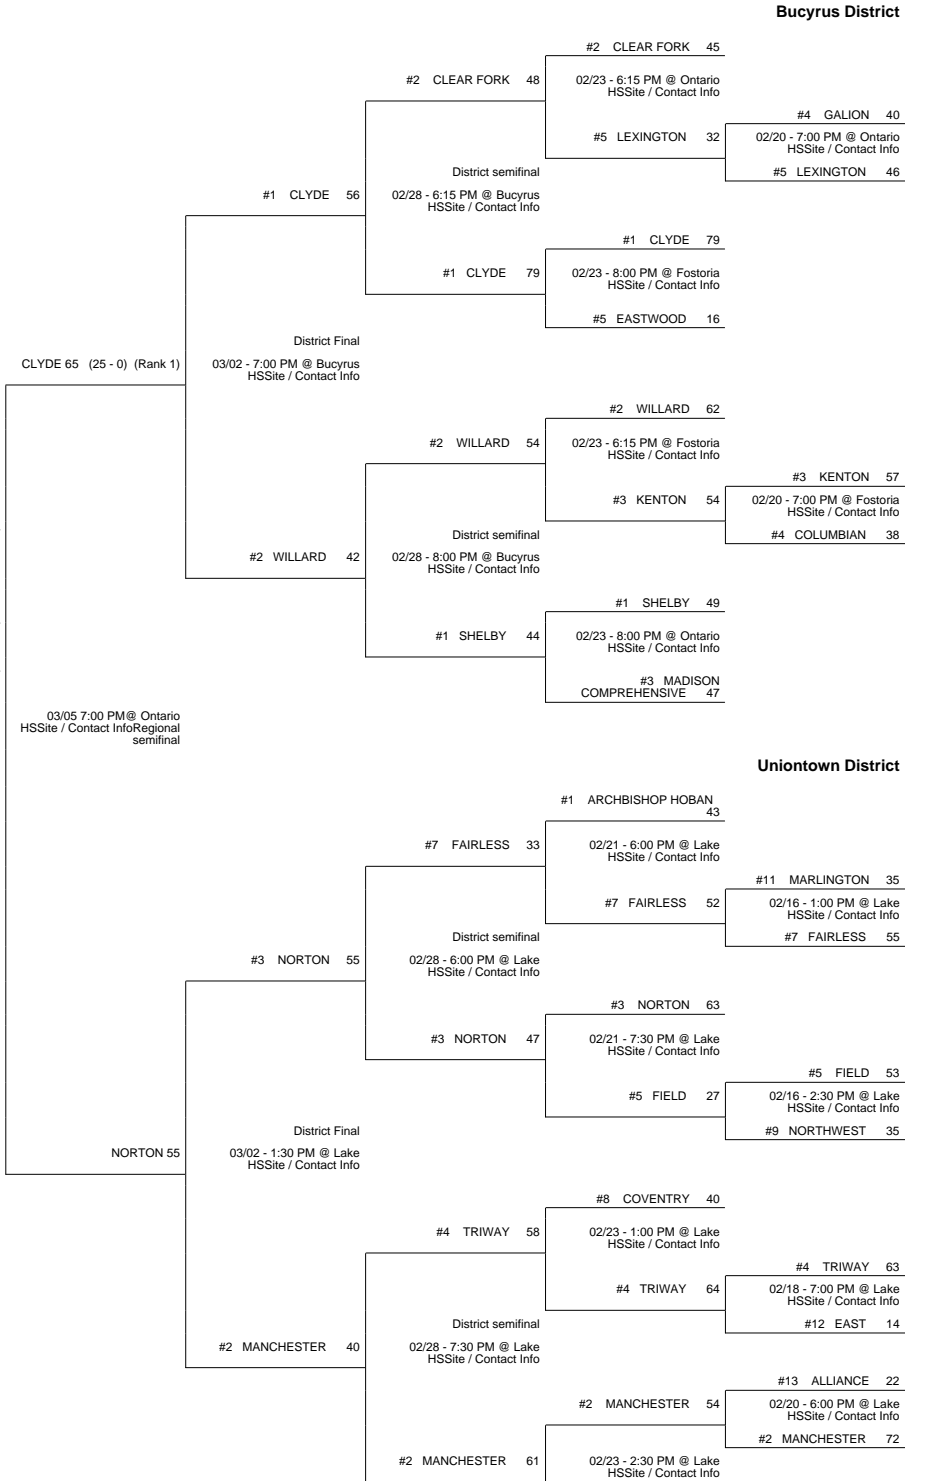 Bucyrus District
#2 CLEAR FORK 45
#2 CLEAR FORK 48
02/23 - 6:15 PM @ Ontario
HSSite / Contact Info
#4 GALION 40
#5 LEXINGTON 32
02/20 - 7:00 PM @ Ontario
HSSite / Contact Info
#5 LEXINGTON 46
District semifinal
#1 CLYDE 56
02/28 - 6:15 PM @ Bucyrus
HSSite / Contact Info
#1 CLYDE 79
#1 CLYDE 79
02/23 - 8:00 PM @ Fostoria
HSSite / Contact Info
#5 EASTWOOD 16
District Final
CLYDE 65 (25 - 0) (Rank 1)
03/02 - 7:00 PM @ Bucyrus
HSSite / Contact Info
#2 WILLARD 62
#2 WILLARD 54
02/23 - 6:15 PM @ Fostoria
HSSite / Contact Info
#3 KENTON 57
#3 KENTON 54
02/20 - 7:00 PM @ Fostoria
HSSite / Contact Info
#4 COLUMBIAN 38
District semifinal
#2 WILLARD 42
02/28 - 8:00 PM @ Bucyrus
HSSite / Contact Info
#1 SHELBY 49
#1 SHELBY 44
02/23 - 8:00 PM @ Ontario
HSSite / Contact Info
#3 MADISON
COMPREHENSIVE 47
03/05 7:00 PM@ Ontario
HSSite / Contact InfoRegional
semifinal
Uniontown District
#1 ARCHBISHOP HOBAN
43
#7 FAIRLESS 33
02/21 - 6:00 PM @ Lake
HSSite / Contact Info
#11 MARLINGTON 35
#7 FAIRLESS 52
02/16 - 1:00 PM @ Lake
HSSite / Contact Info
#7 FAIRLESS 55
District semifinal
#3 NORTON 55
02/28 - 6:00 PM @ Lake
HSSite / Contact Info
#3 NORTON 63
#3 NORTON 47
02/21 - 7:30 PM @ Lake
HSSite / Contact Info
#5 FIELD 53
#5 FIELD 27
02/16 - 2:30 PM @ Lake
HSSite / Contact Info
#9 NORTHWEST 35
District Final
NORTON 55
03/02 - 1:30 PM @ Lake
HSSite / Contact Info
#8 COVENTRY 40
#4 TRIWAY 58
02/23 - 1:00 PM @ Lake
HSSite / Contact Info
#4 TRIWAY 63
#4 TRIWAY 64
02/18 - 7:00 PM @ Lake
HSSite / Contact Info
#12 EAST 14
District semifinal
#2 MANCHESTER 40
02/28 - 7:30 PM @ Lake
HSSite / Contact Info
#13 ALLIANCE 22
#2 MANCHESTER 54
02/20 - 6:00 PM @ Lake
HSSite / Contact Info
#2 MANCHESTER 72
#2 MANCHESTER 61
02/23 - 2:30 PM @ Lake
HSSite / Contact Info